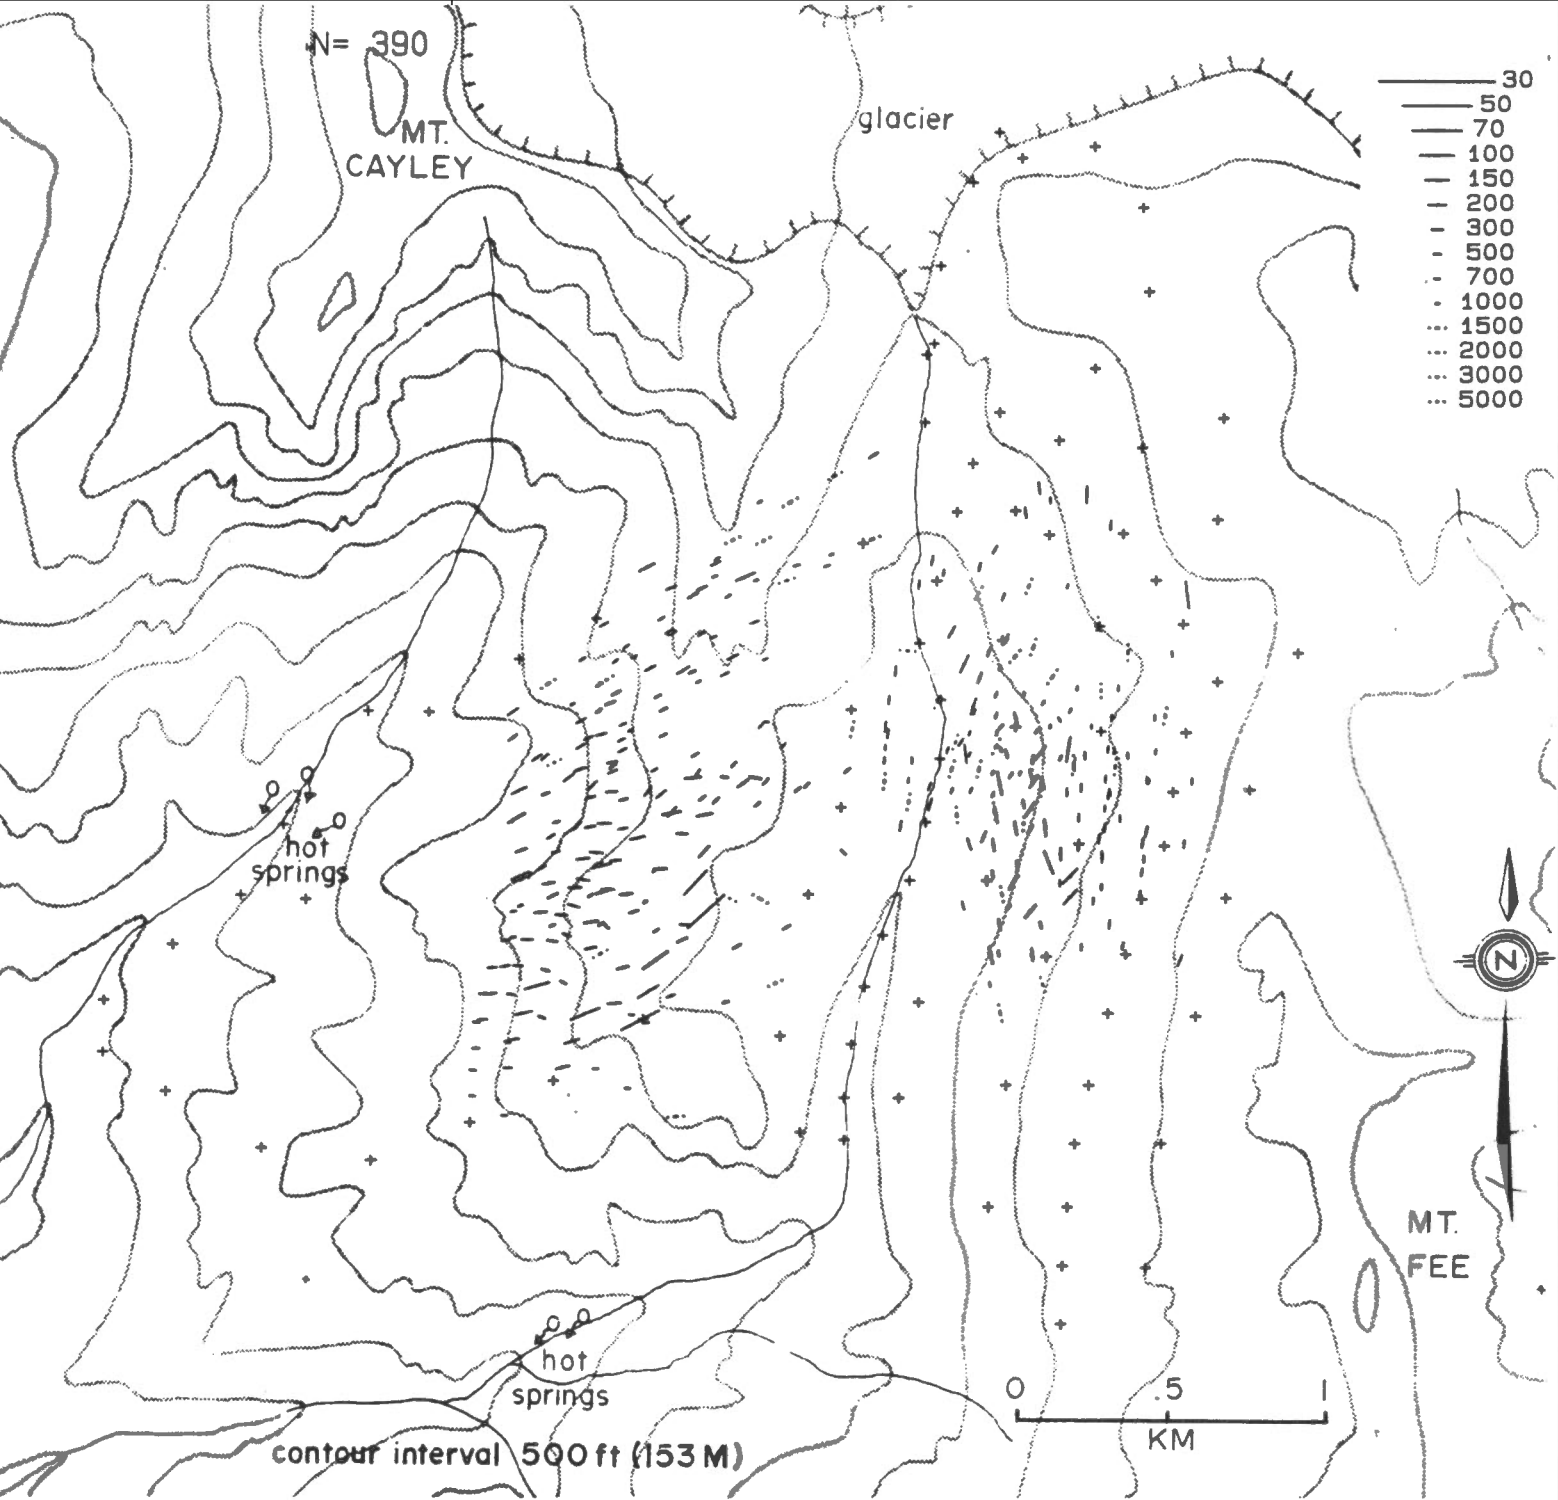 N= 390
MT.
CAYLEY
glacier
30
50
70
100
150
200
300
500
700
1000
1500
2000
3000
5000
hot
springs
N
MT.
FEE
hot
springs
0 .5 1
KM
contour interval 500 ft (153 M)